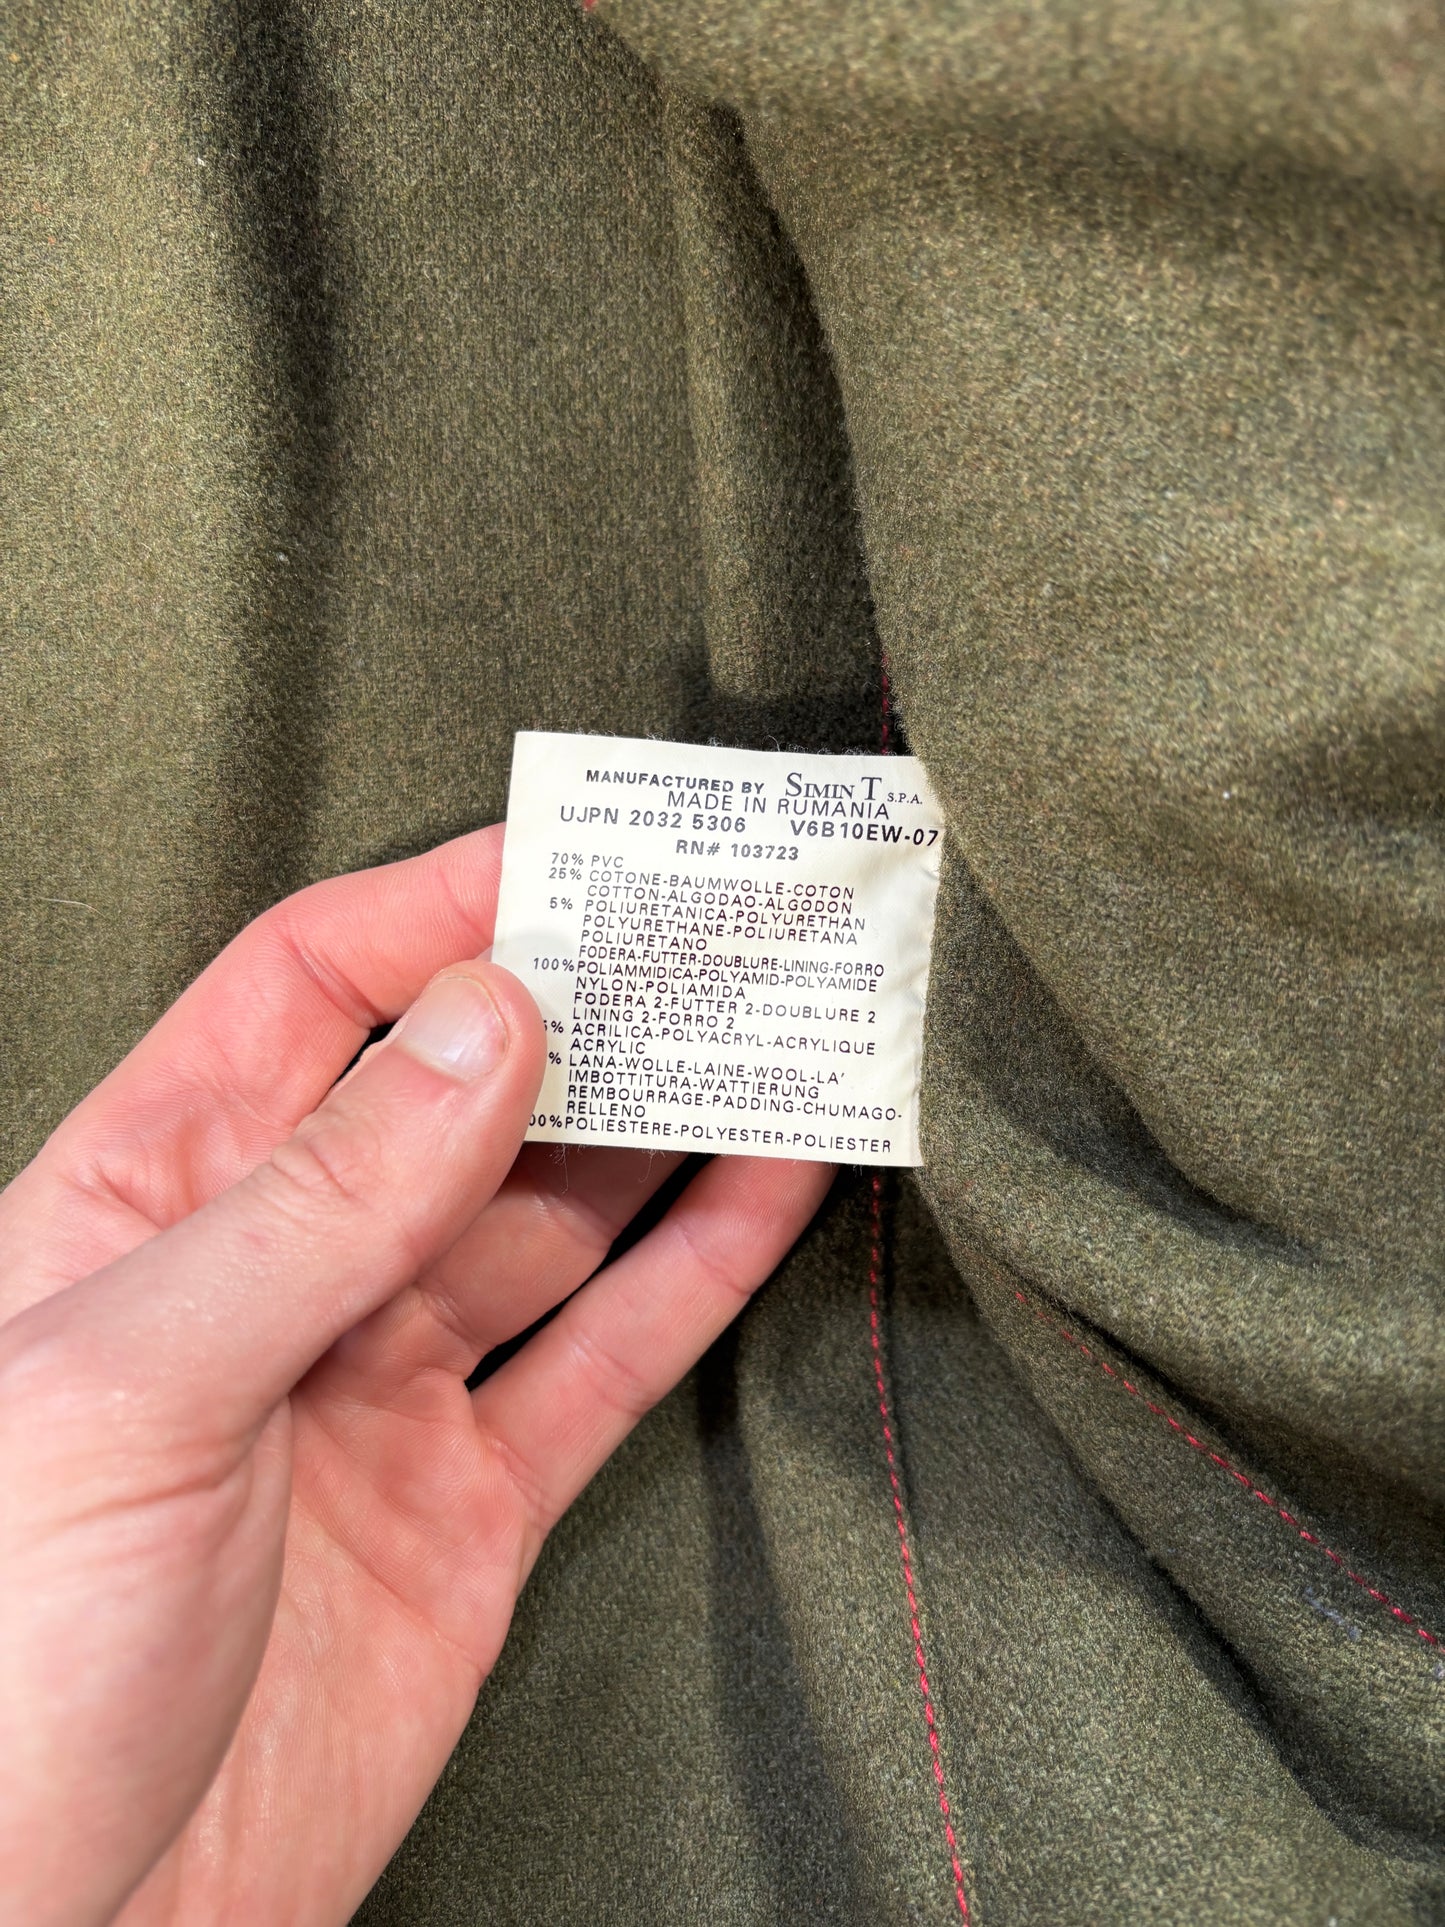 MANUFACTURED BY SIMIN T S.P.A.
MADE IN RUMANIA
UJPN 2032 5306 V6B10EW-07
RN# 103723
70% PVC
25% COTONE-BAUMWOLLE-COTON
COTTON-ALGODAO-ALGODON
5% POLIURETANICA-POLYURETHAN
POLYURETHANE-POLIURETANA
POLIURETANO
FODERA-FUTTER-DOUBLURE-LINING-FORRO
100% POLIAMMIDICA-POLYAMID-POLYAMIDE
NYLON-POLIAMIDA
FODERA 2-FUTTER 2-DOUBLURE 2
LINING 2-FORRO 2
5% ACRILICA-POLYACRYL-ACRYLIQUE
ACRYLIC
% LANA-WOLLE-LAINE-WOOL-LA'
IMBOTTITURA-WATTIERUNG
REMBOURRAGE-PADDING-CHUMAGO-
RELLENO
00% POLIESTERE-POLYESTER-POLIESTER